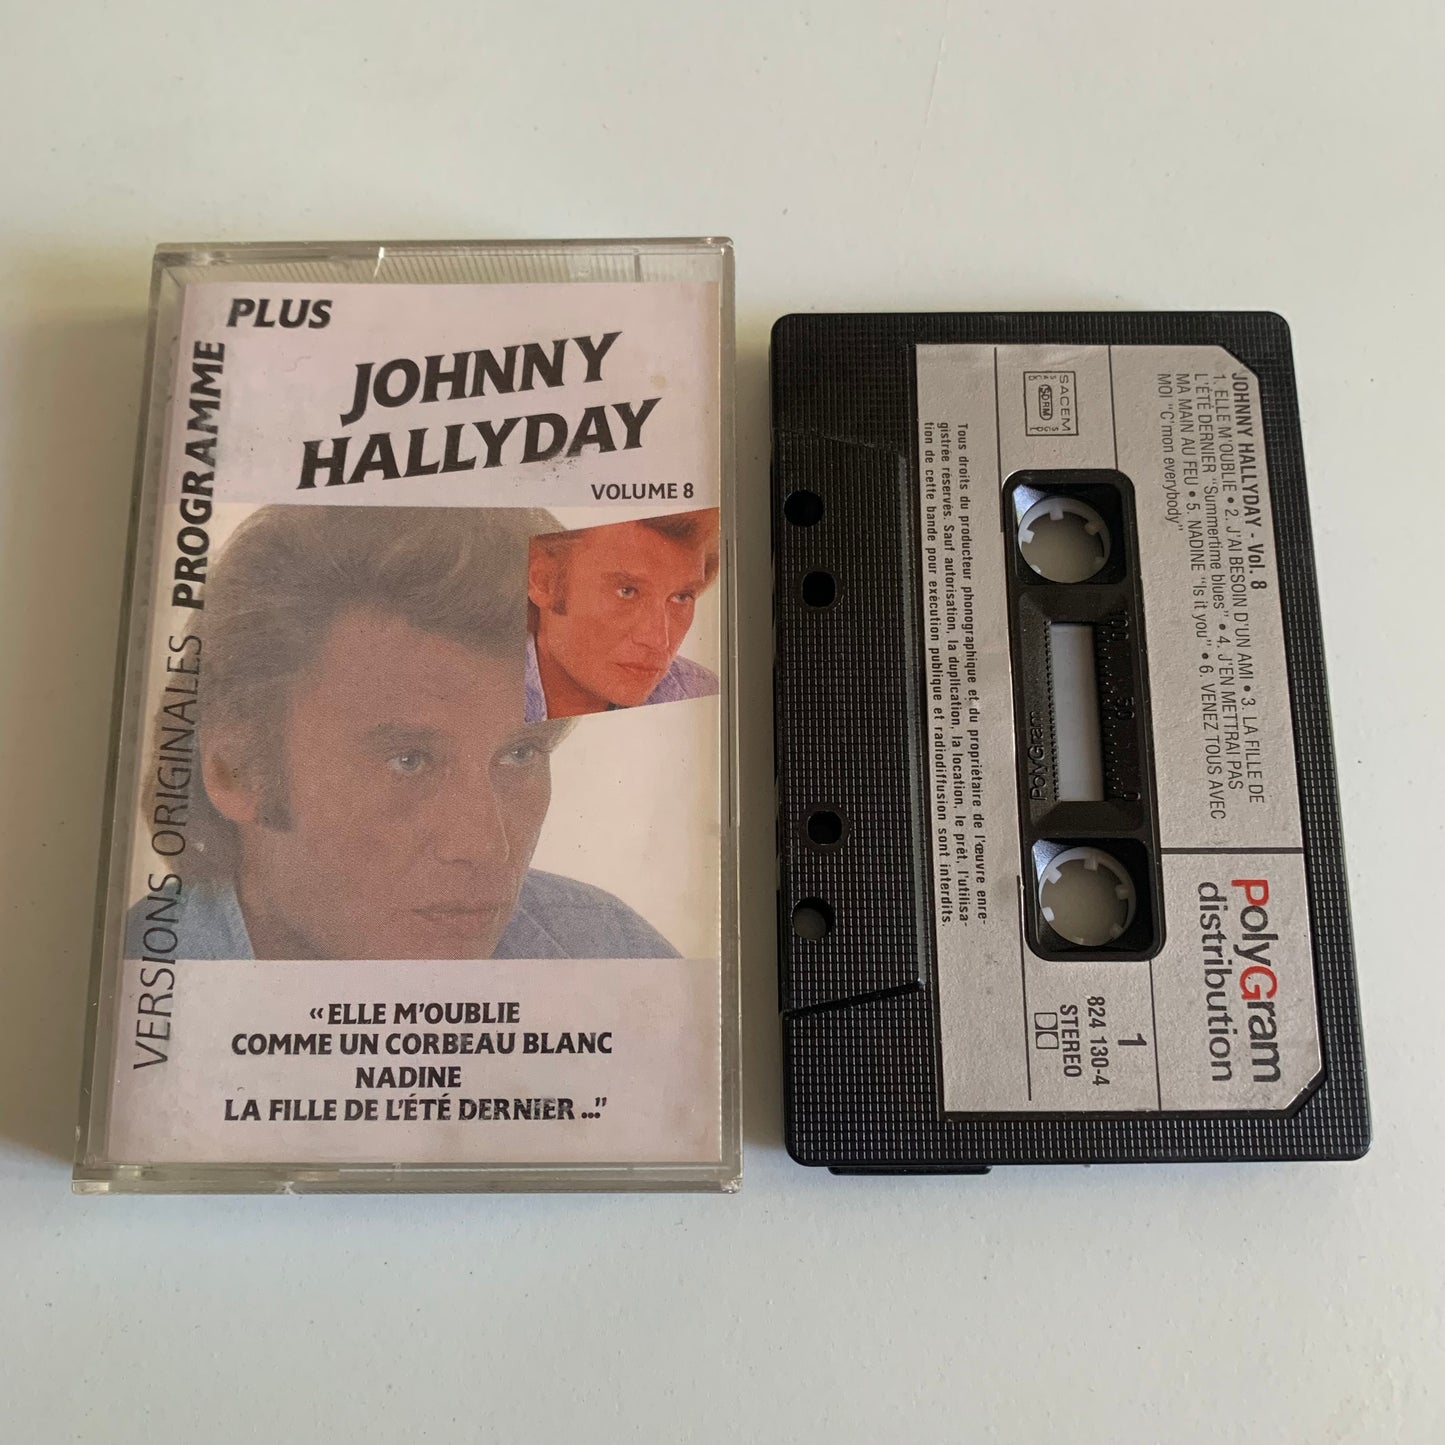 PLUS
PROGRAMME
VERSIONS ORIGINALES
JOHNNY
HALLYDAY
VOLUME 8
«ELLE M'OUBLIE
COMME UN CORBEAU BLANC
NADINE
LA FILLE DE L'ÉTÉ DERNIER..."
JOHNNY HALLYDAY - Vol. 8
1. ELLE M'OUBLIE • 2. J'AI BESOIN D'UN AMI • 3. LA FILLE DE
L'ÉTÉ DERNIER "Summertime blues" • 4. J'EN METTRAI PAS
MA MAIN AU FEU • 5. NADINE "Is it you" • 6. VENEZ TOUS AVEC
MOI "C'mon everybody"
PolyGram
distribution
SACEM
SDRM
100 50 0
PolyGram
1
824 130-4
STEREO
Tous droits du producteur phonographique et du propriétaire de l'œuvre enre-
gistrée réservés. Sauf autorisation, la duplication, la location, le prêt, l'utilisa-
tion de cette bande pour exécution publique et radiodiffusion sont interdits.